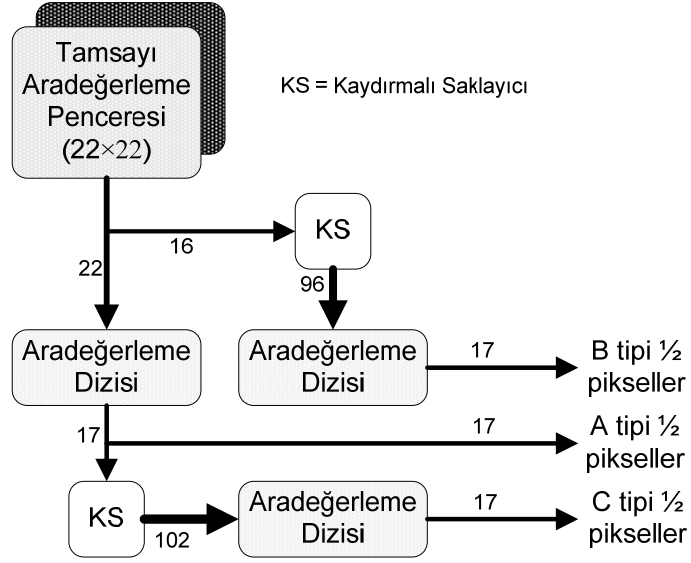 Tamsayı
Aradeğerleme
Penceresi
(22×22)
KS = Kaydırmalı Saklayıcı
KS
16
22
96
Aradeğerleme
Dizisi
Aradeğerleme
Dizisi
17
B tipi ½
pikseller
17
17
A tipi ½
pikseller
KS
102
Aradeğerleme
Dizisi
17
C tipi ½
pikseller